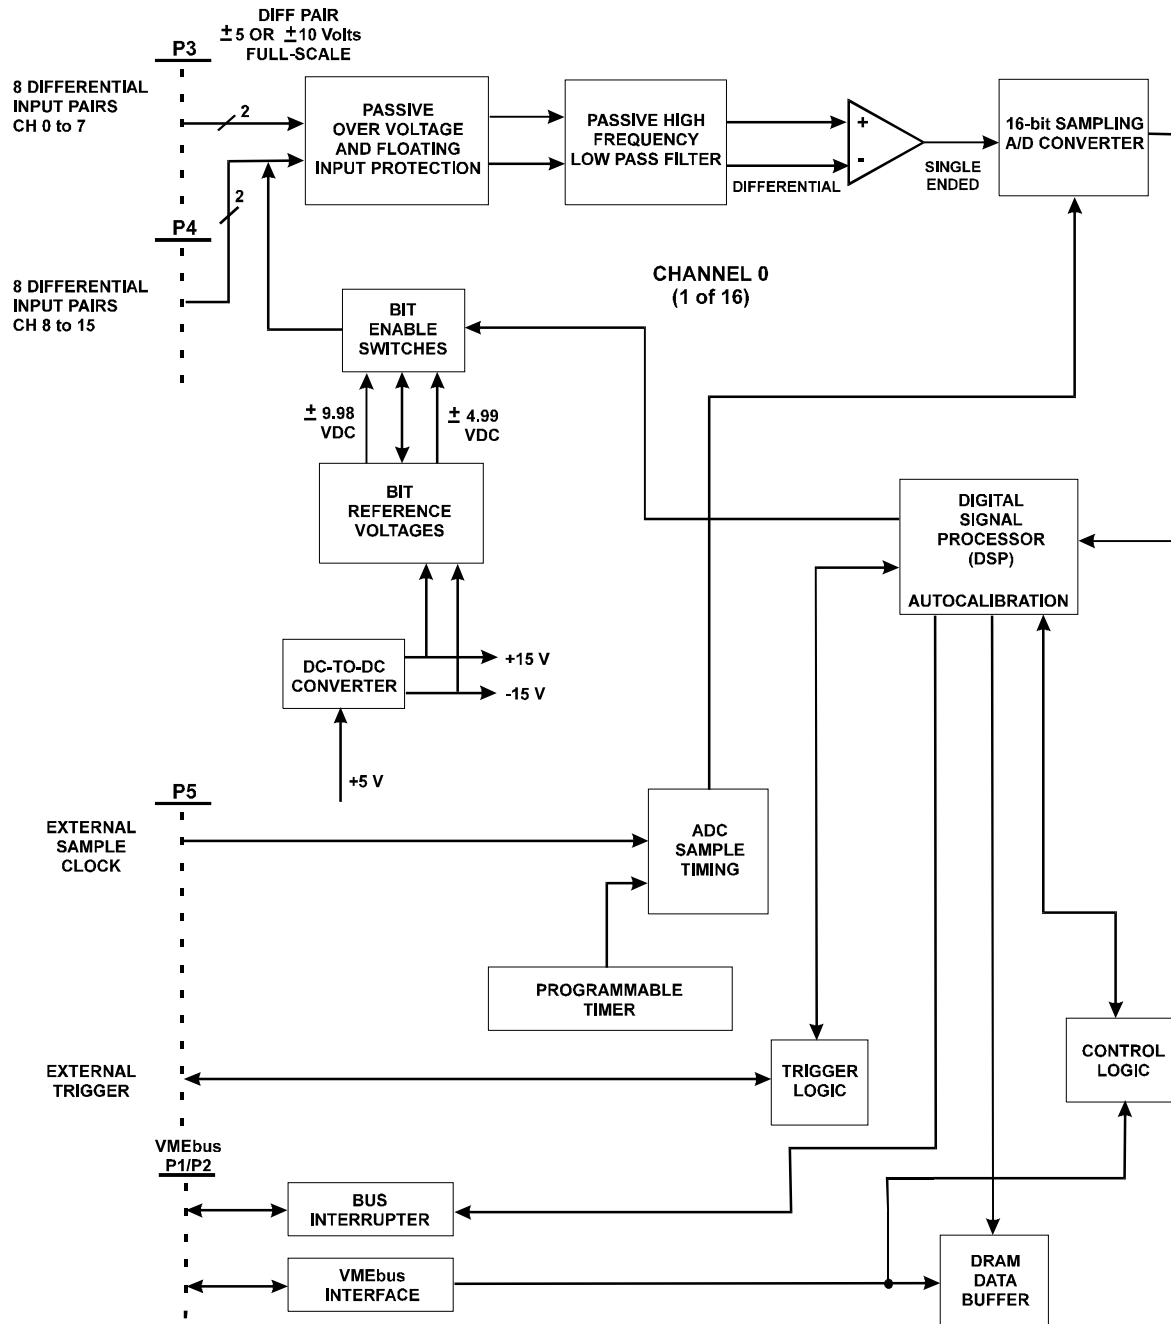 DIFF PAIR
±5 OR ±10 Volts
FULL-SCALE
P3
8 DIFFERENTIAL
INPUT PAIRS
CH 0 to 7
2
PASSIVE
OVER VOLTAGE
AND FLOATING
INPUT PROTECTION
PASSIVE HIGH
FREQUENCY
LOW PASS FILTER
DIFFERENTIAL
+
-
SINGLE
ENDED
16-bit SAMPLING
A/D CONVERTER
2
P4
8 DIFFERENTIAL
INPUT PAIRS
CH 8 to 15
CHANNEL 0
(1 of 16)
BIT
ENABLE
SWITCHES
± 9.98
VDC
± 4.99
VDC
BIT
REFERENCE
VOLTAGES
DIGITAL
SIGNAL
PROCESSOR
(DSP)
AUTOCALIBRATION
DC-TO-DC
CONVERTER
+15 V
-15 V
+5 V
P5
EXTERNAL
SAMPLE
CLOCK
ADC
SAMPLE
TIMING
PROGRAMMABLE
TIMER
EXTERNAL
TRIGGER
TRIGGER
LOGIC
CONTROL
LOGIC
VMEbus
P1/P2
BUS
INTERRUPTER
VMEbus
INTERFACE
DRAM
DATA
BUFFER